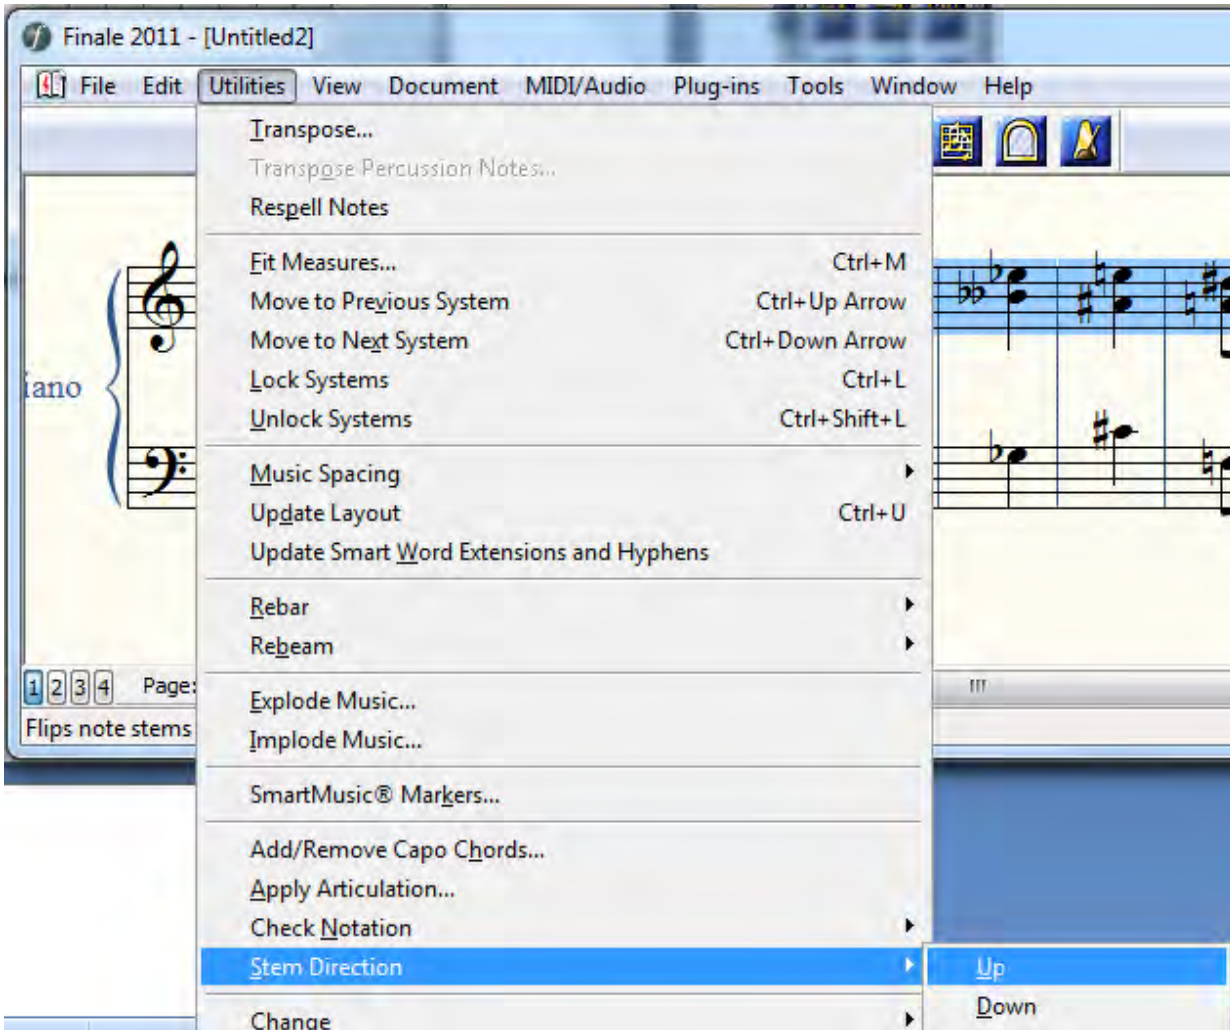 Finale 2011 - [Untitled2]
File Edit Utilities View Document MIDI/Audio Plug-ins Tools Window Help
Transpose...
Transpose Percussion Notes...
Respell Notes
Fit Measures... Ctrl+M
Move to Previous System Ctrl+Up Arrow
Move to Next System Ctrl+Down Arrow
Lock Systems Ctrl+L
Unlock Systems Ctrl+Shift+L
Music Spacing
Update Layout Ctrl+U
Update Smart Word Extensions and Hyphens
Rebar
Rebeam
Explode Music...
Implode Music...
SmartMusic® Markers...
Add/Remove Capo Chords...
Apply Articulation...
Check Notation
Stem Direction
Change
Up
Down
iano
1 2 3 4 Page:
Flips note stems